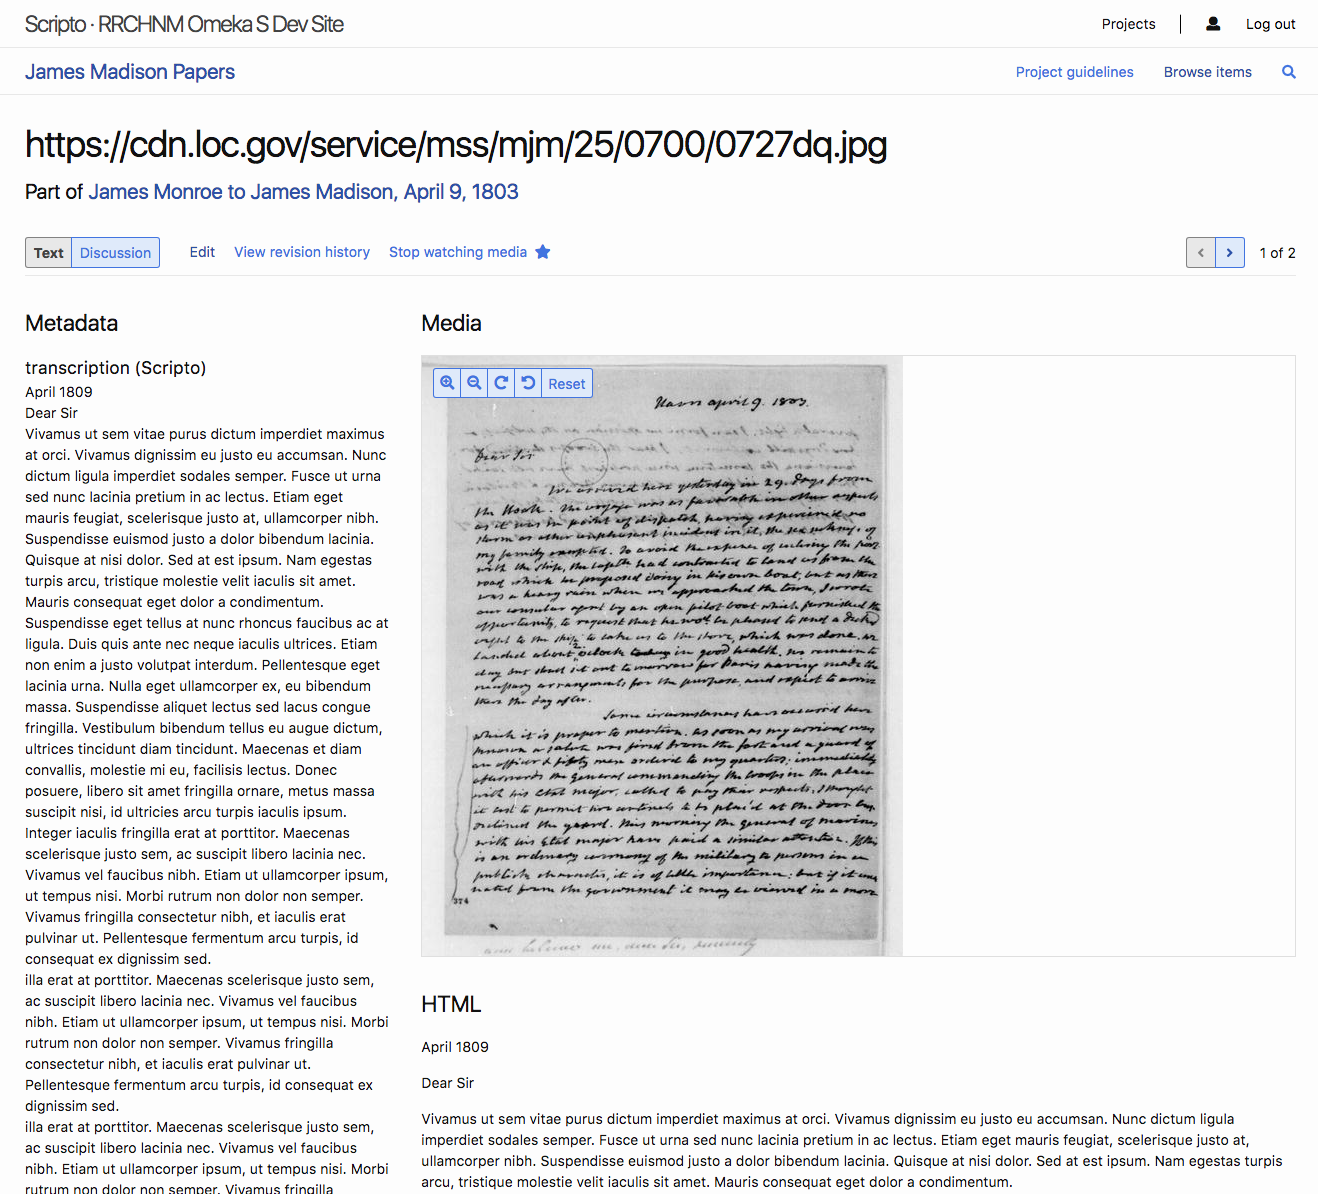 Scripto · RRCHNM Omeka S Dev Site
Projects
Log out
James Madison Papers
Project guidelines
Browse items
https://cdn.loc.gov/service/mss/mjm/25/0700/0727dq.jpg
Part of James Monroe to James Madison, April 9, 1803
Text
Discussion
Edit
View revision history
Stop watching media
1 of 2
Metadata
transcription (Scripto)
April 1809
Dear Sir
Vivamus ut sem vitae purus dictum imperdiet maximus
at orci. Vivamus dignissim eu justo eu accumsan. Nunc
dictum ligula imperdiet sodales semper. Fusce ut urna
sed nunc lacinia pretium in ac lectus. Etiam eget
mauris feugiat, scelerisque justo at, ullamcorper nibh.
Suspendisse euismod justo a dolor bibendum lacinia.
Quisque at nisi dolor. Sed at est ipsum. Nam egestas
turpis arcu, tristique molestie velit iaculis sit amet.
Mauris consequat eget dolor a condimentum.
Suspendisse eget tellus at nunc rhoncus faucibus ac at
ligula. Duis quis ante nec neque iaculis ultrices. Etiam
non enim a justo volutpat interdum. Pellentesque eget
lacinia urna. Nulla eget ullamcorper ex, eu bibendum
massa. Suspendisse aliquet lectus sed lacus congue
fringilla. Vestibulum bibendum tellus eu augue dictum,
ultrices tincidunt diam tincidunt. Maecenas et diam
convallis, molestie mi eu, facilisis lectus. Donec
posuere, libero sit amet fringilla ornare, metus massa
suscipit nisi, id ultricies arcu turpis iaculis ipsum.
Integer iaculis fringilla erat at porttitor. Maecenas
scelerisque justo sem, ac suscipit libero lacinia nec.
Vivamus vel faucibus nibh. Etiam ut ullamcorper ipsum,
ut tempus nisi. Morbi rutrum non dolor non semper.
Vivamus fringilla consectetur nibh, et iaculis erat
pulvinar ut. Pellentesque fermentum arcu turpis, id
consequat ex dignissim sed.
illa erat at porttitor. Maecenas scelerisque justo sem,
ac suscipit libero lacinia nec. Vivamus vel faucibus
nibh. Etiam ut ullamcorper ipsum, ut tempus nisi. Morbi
rutrum non dolor non semper. Vivamus fringilla
consectetur nibh, et iaculis erat pulvinar ut.
Pellentesque fermentum arcu turpis, id consequat ex
dignissim sed.
illa erat at porttitor. Maecenas scelerisque justo sem,
ac suscipit libero lacinia nec. Vivamus vel faucibus
nibh. Etiam ut ullamcorper ipsum, ut tempus nisi. Morbi
rutrum non dolor non semper. Vivamus fringilla
Media
Reset
april 9. 1803.
Dear Sir
arrived here yesterday in 29. days from
the Hook. The voyage was as favorable in other respects
as it was in point of dispatch, having experienced no
storm or other unpleasant incident in it, the sea sickness of
my family excepted. To avoid the expence of entering the port
with the ship, the captn. had contracted to land us from the
road which he proposed doing in his own boat, but as there
was a heavy rain when we approached the town, I wrote
our consular agent by an open pilot boat which furnished the
opportunity, to request that he would be pleased to send a decked
vessel to the ship to take us to the shore, which was done. we
landed about oclock in good health. we remain to
day but shall set out to morrow for Paris having made the
necessary arrangements for the purpose, and expect to arrive
there the day after.
Some circumstances have occurred here
which it is proper to mention. as soon as my arrival was
known a salute was fired from the fort and a guard of
an officer & fifty men ordered to my quarters; immediately
afterwards the general commanding the troops in the place
with his etat major, called to pay their respects. I thought
it best to permit two centinels to be plac'd at the door but
declined the guard. this morning the general of marines
with his Etat major have paid a similar attention. If this
is an ordinary ceremony of the military to persons in a
publick character, it is of little importance; but if it ema
nated from the government it may be viewed in a more
374
HTML
April 1809
Dear Sir
Vivamus ut sem vitae purus dictum imperdiet maximus at orci. Vivamus dignissim eu justo eu accumsan. Nunc dictum ligula
imperdiet sodales semper. Fusce ut urna sed nunc lacinia pretium in ac lectus. Etiam eget mauris feugiat, scelerisque justo at,
ullamcorper nibh. Suspendisse euismod justo a dolor bibendum lacinia. Quisque at nisi dolor. Sed at est ipsum. Nam egestas turpis
arcu, tristique molestie velit iaculis sit amet. Mauris consequat eget dolor a condimentum.